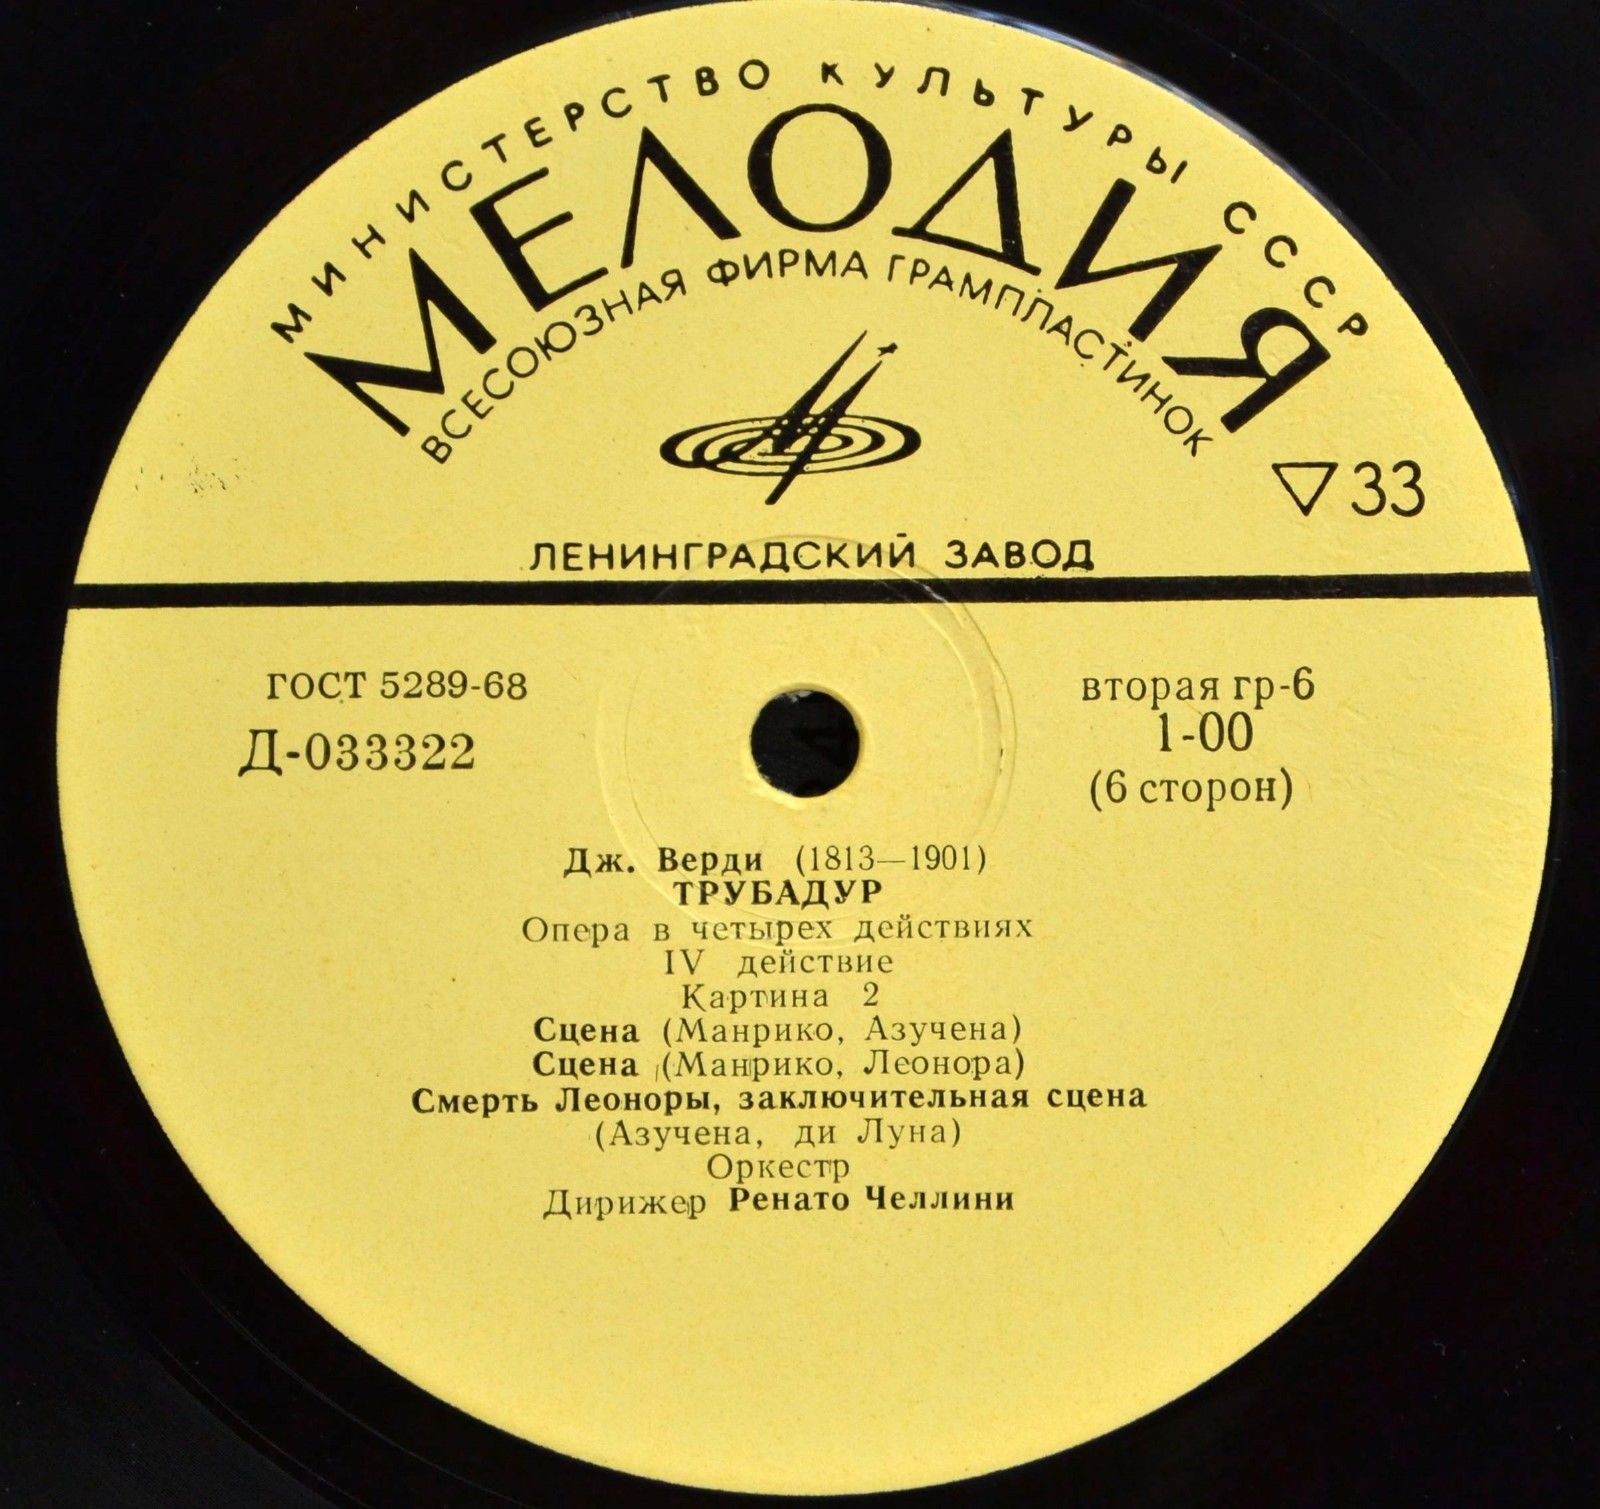 МИНИСТЕРСТВО КУЛЬТУРЫ СССР
МЕЛОДИЯ
ВСЕСОЮЗНАЯ ФИРМА ГРАМПЛАСТИНОК
33
ЛЕНИНГРАДСКИЙ ЗАВОД
ГОСТ 5289-68
Д-033322
вторая гр-6
1-00
(6 сторон)
Дж. Верди (1813—1901)
ТРУБАДУР
Опера в четырех действиях
IV действие
Картина 2
Сцена (Манрико, Азучена)
Сцена (Манрико, Леонора)
Смерть Леоноры, заключительная сцена
(Азучена, ди Луна)
Оркестр
Дирижер Ренато Челлини